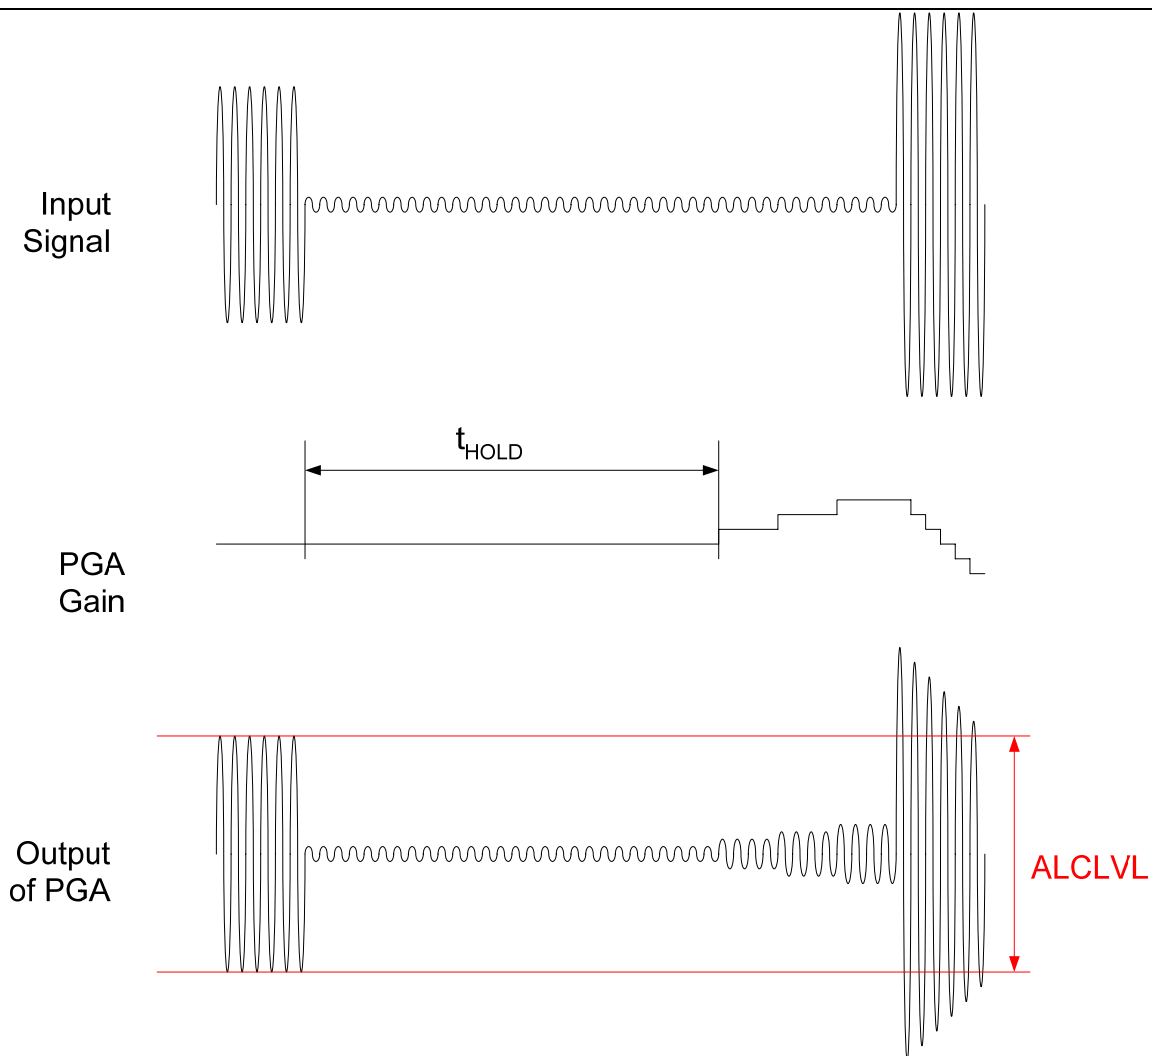 Input
Signal
tHOLD
PGA
Gain
Output
of PGA
ALCLVL